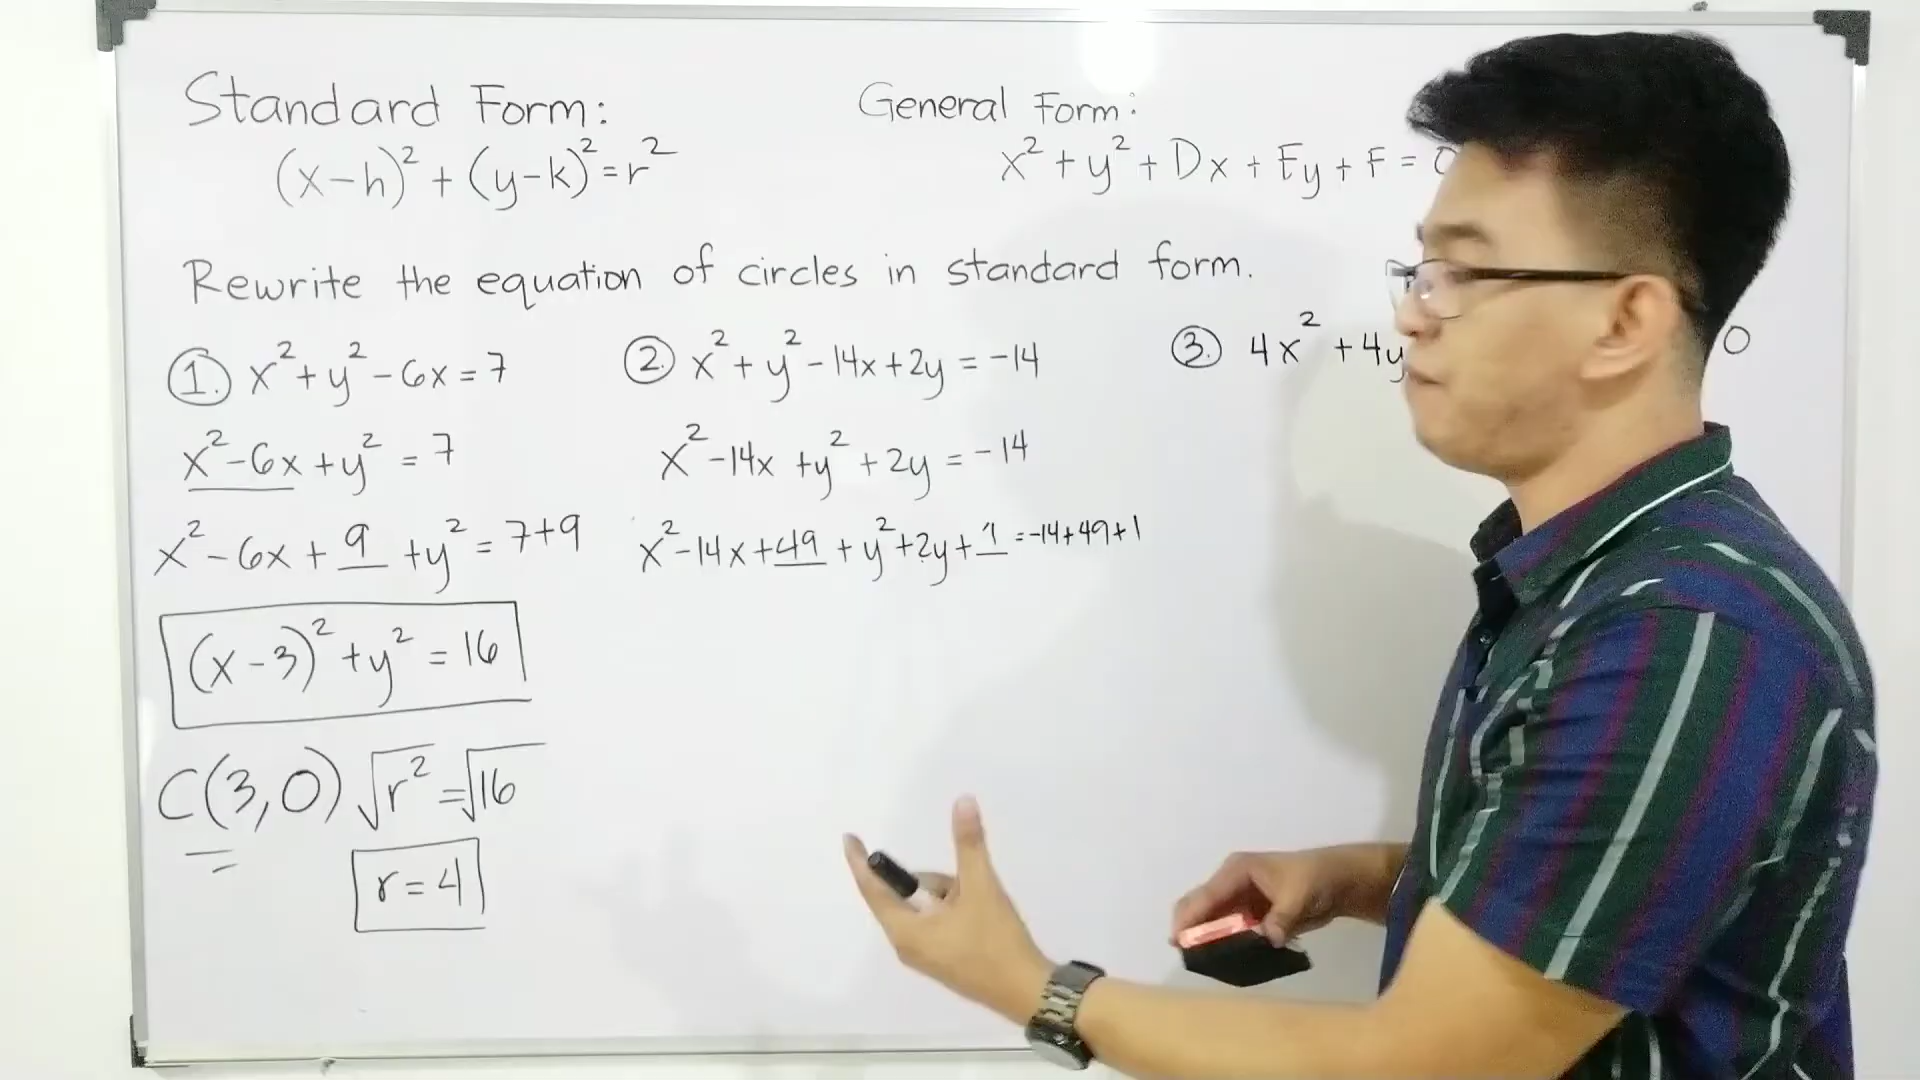 Standard Form:
(x-h)² + (y-k)² = r²
General Form:
x² + y² + Dx + Ey + F = 0
Rewrite the equation of circles in standard form.
1. x² + y² - 6x = 7
x² - 6x + y² = 7
x² - 6x + 9 + y² = 7+9
(x-3)² + y² = 16
C(3,0) √r² = √16
r = 4
2. x² + y² - 14x + 2y = -14
x² - 14x + y² + 2y = -14
x² - 14x + 49 + y² + 2y + 1 = -14+49+1
3. 4x² + 4y 0